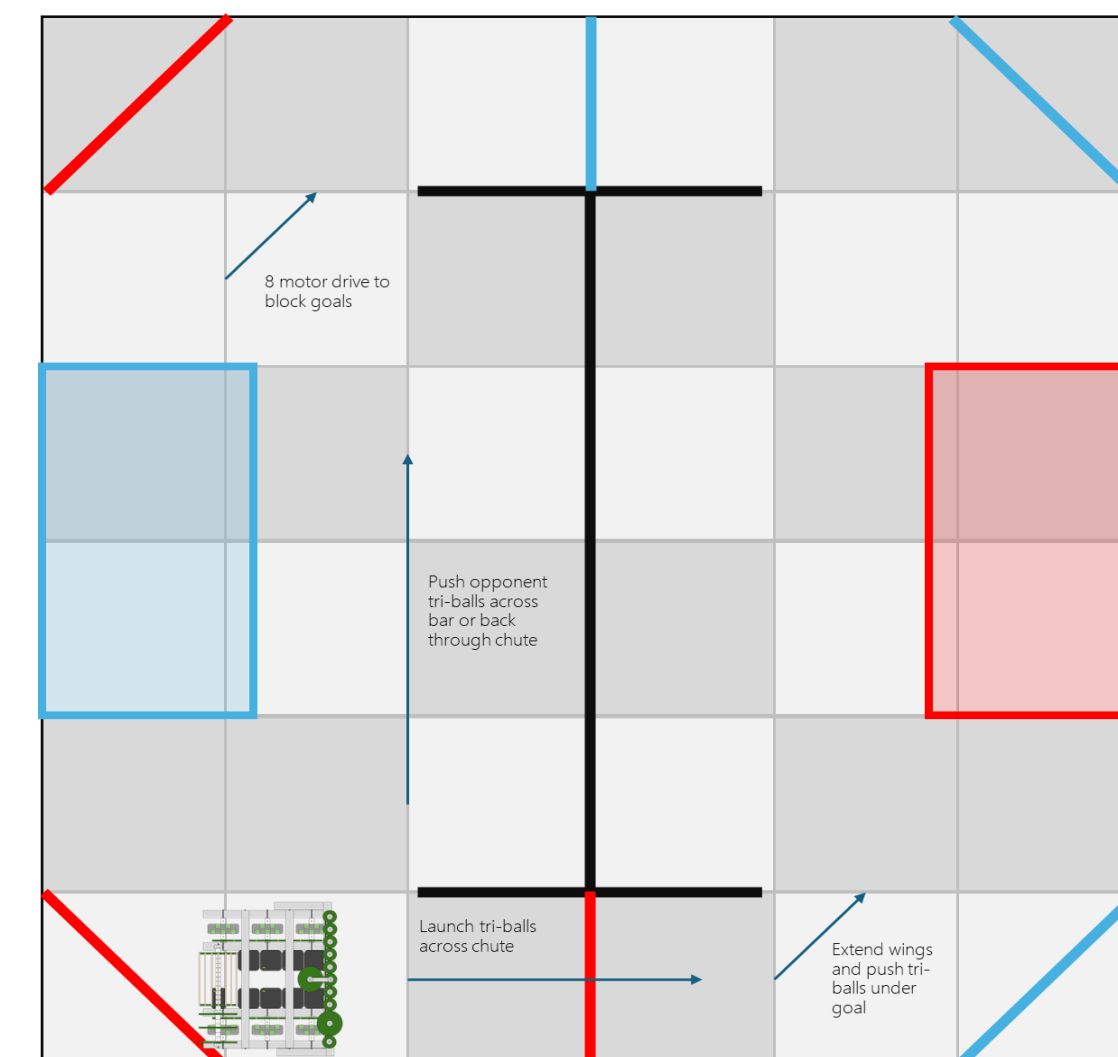 8 motor drive to
block goals
Push opponent
tri-balls across
bar or back
through chute
Launch tri-balls
across chute
Extend wings
and push tri-
balls under
goal